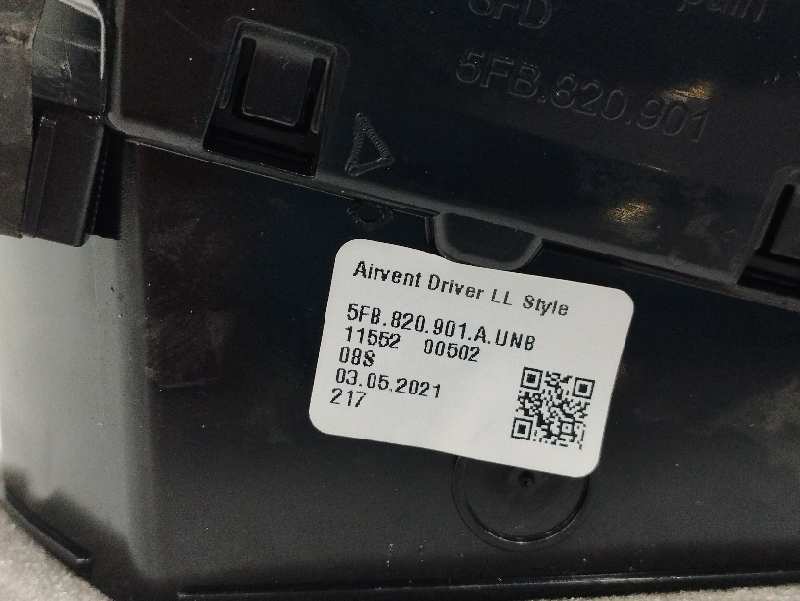 5FB.820.901
Airvent Driver LL Style
5FB.820.901.A.UNB
11552 00502
08S
03.05.2021
217